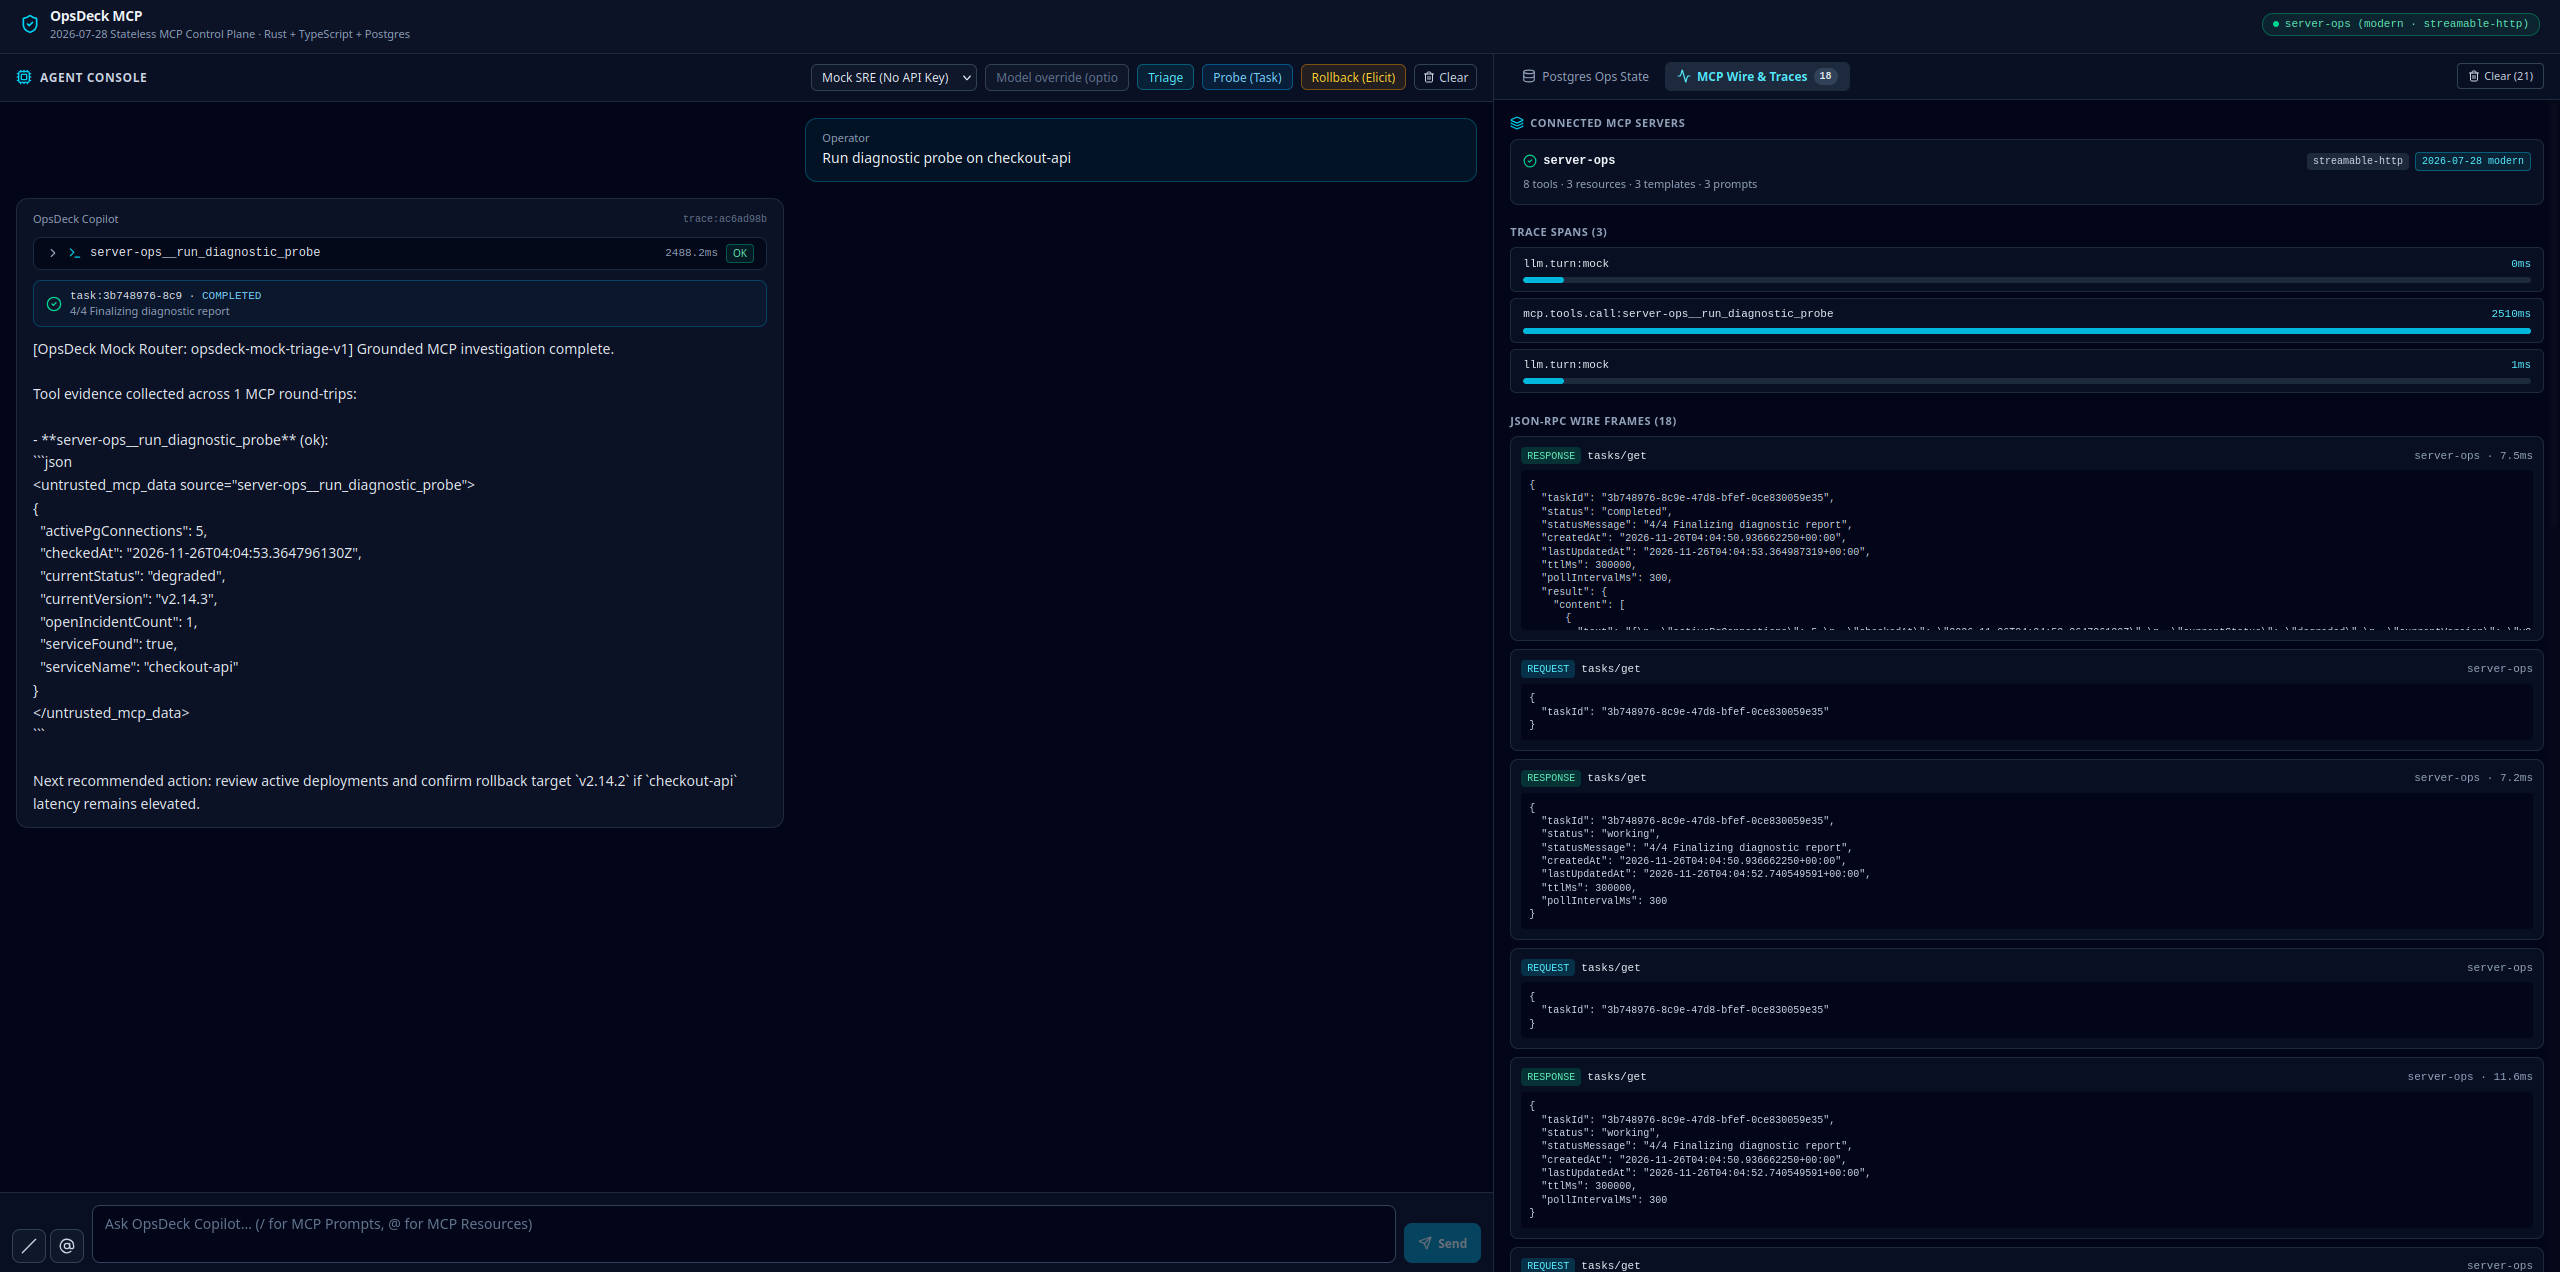 OpsDeck MCP
2026-07-28 Stateless MCP Control Plane · Rust + TypeScript + Postgres
server-ops (modern · streamable-http)
AGENT CONSOLE
Mock SRE (No API Key)
Model override (optio
Triage
Probe (Task)
Rollback (Elicit)
Clear
Operator
Run diagnostic probe on checkout-api
OpsDeck Copilot
trace:ac6ad98b
server-ops__run_diagnostic_probe
2488.2ms
OK
task:3b748976-8c9 · COMPLETED
4/4 Finalizing diagnostic report
[OpsDeck Mock Router: opsdeck-mock-triage-v1] Grounded MCP investigation complete.
Tool evidence collected across 1 MCP round-trips:
- **server-ops__run_diagnostic_probe** (ok):
```json
<untrusted_mcp_data source="server-ops__run_diagnostic_probe">
{
"activePgConnections": 5,
"checkedAt": "2026-11-26T04:04:53.364796130Z",
"currentStatus": "degraded",
"currentVersion": "v2.14.3",
"openIncidentCount": 1,
"serviceFound": true,
"serviceName": "checkout-api"
}
</untrusted_mcp_data>
```
Next recommended action: review active deployments and confirm rollback target `v2.14.2` if `checkout-api`
latency remains elevated.
Ask OpsDeck Copilot... (/ for MCP Prompts, @ for MCP Resources)
Send
Postgres Ops State
MCP Wire & Traces 18
Clear (21)
CONNECTED MCP SERVERS
server-ops
streamable-http
2026-07-28 modern
8 tools · 3 resources · 3 templates · 3 prompts
TRACE SPANS (3)
llm.turn:mock
0ms
mcp.tools.call:server-ops__run_diagnostic_probe
2510ms
llm.turn:mock
1ms
JSON-RPC WIRE FRAMES (18)
RESPONSE tasks/get
server-ops · 7.5ms
{
"taskId": "3b748976-8c9e-47d8-bfef-0ce830059e35",
"status": "completed",
"statusMessage": "4/4 Finalizing diagnostic report",
"createdAt": "2026-11-26T04:04:50.936662250+00:00",
"lastUpdatedAt": "2026-11-26T04:04:53.364987319+00:00",
"ttlMs": 300000,
"pollIntervalMs": 300,
"result": {
"content": [
{
REQUEST tasks/get
server-ops
{
"taskId": "3b748976-8c9e-47d8-bfef-0ce830059e35"
}
RESPONSE tasks/get
server-ops · 7.2ms
{
"taskId": "3b748976-8c9e-47d8-bfef-0ce830059e35",
"status": "working",
"statusMessage": "4/4 Finalizing diagnostic report",
"createdAt": "2026-11-26T04:04:50.936662250+00:00",
"lastUpdatedAt": "2026-11-26T04:04:52.740549591+00:00",
"ttlMs": 300000,
"pollIntervalMs": 300
}
REQUEST tasks/get
server-ops
{
"taskId": "3b748976-8c9e-47d8-bfef-0ce830059e35"
}
RESPONSE tasks/get
server-ops · 11.6ms
{
"taskId": "3b748976-8c9e-47d8-bfef-0ce830059e35",
"status": "working",
"statusMessage": "4/4 Finalizing diagnostic report",
"createdAt": "2026-11-26T04:04:50.936662250+00:00",
"lastUpdatedAt": "2026-11-26T04:04:52.740549591+00:00",
"ttlMs": 300000,
"pollIntervalMs": 300
}
REQUEST tasks/get
server-ops